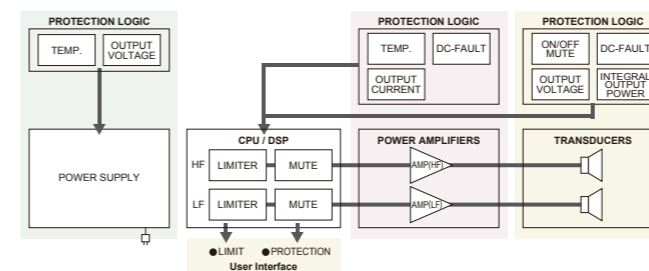 PROTECTION LOGIC
TEMP.
OUTPUT
VOLTAGE
POWER SUPPLY
PROTECTION LOGIC
TEMP.
DC-FAULT
OUTPUT
CURRENT
PROTECTION LOGIC
ON/OFF
MUTE
DC-FAULT
OUTPUT
VOLTAGE
INTEGRAL
OUTPUT
POWER
CPU / DSP
HF
LIMITER
MUTE
LF
LIMITER
MUTE
POWER AMPLIFIERS
AMP(HF)
AMP(LF)
TRANSDUCERS
●LIMIT
●PROTECTION
User Interface